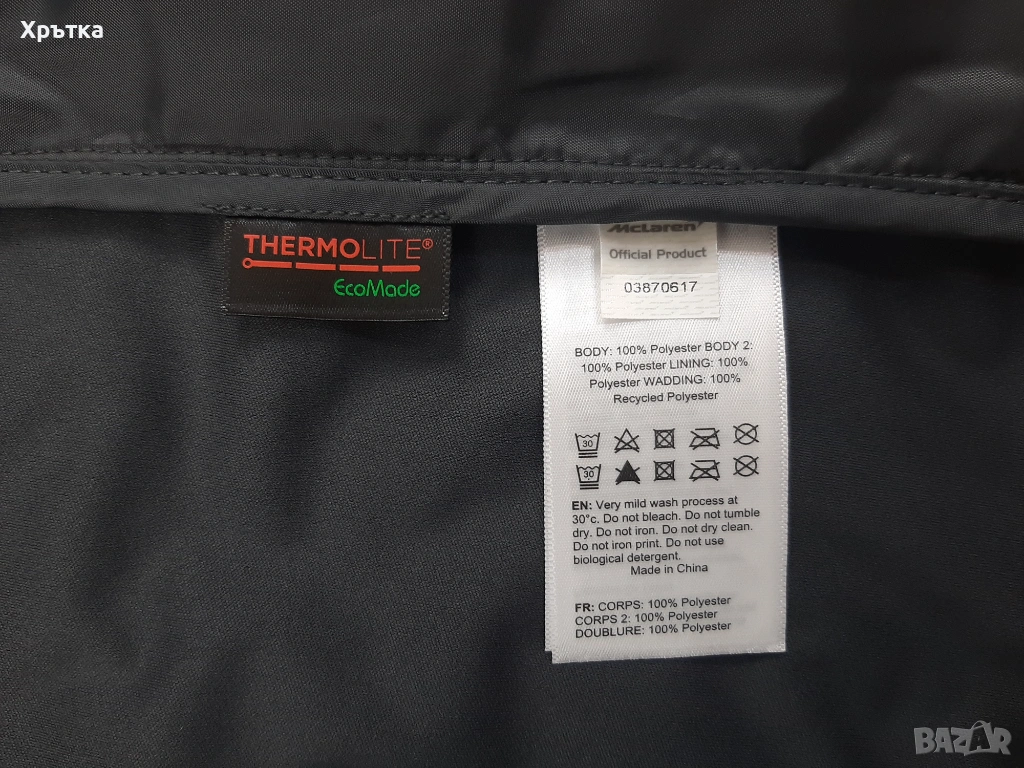 Хрътка
THERMOLITE®
EcoMade
McLaren
Official Product
03870617
BODY: 100% Polyester BODY 2:
100% Polyester LINING: 100%
Polyester WADDING: 100%
Recycled Polyester
30
30
EN: Very mild wash process at
30°c. Do not bleach. Do not tumble
dry. Do not iron. Do not dry clean.
Do not iron print. Do not use
biological detergent.
Made in China
FR: CORPS: 100% Polyester
CORPS 2: 100% Polyester
DOUBLURE: 100% Polyester
BAZAR